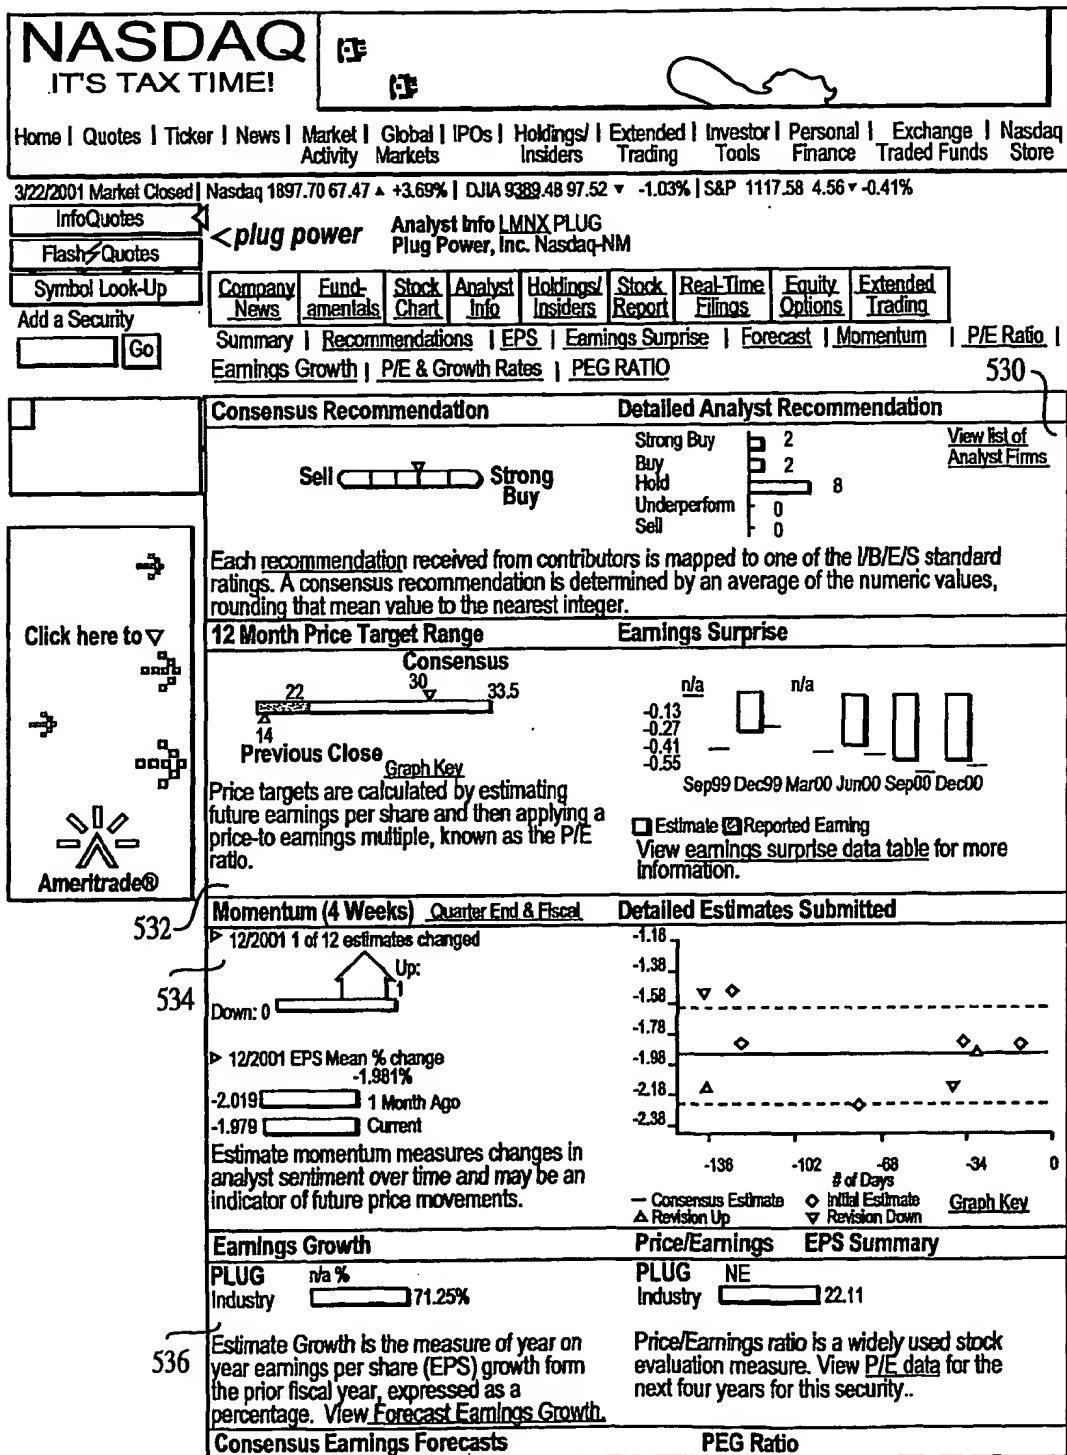 NASDAQ
IT'S TAX TIME!
Home | Quotes | Ticker | News | Market Activity | Global Markets | IPOs | Holdings/ Insiders | Extended Trading | Investor Tools | Personal Finance | Exchange Traded Funds | Nasdaq Store
3/22/2001 Market Closed | Nasdaq 1897.70 67.47 ▲ +3.69% | DJIA 9389.48 97.52 ▼ -1.03% | S&P 1117.58 4.56 ▼ -0.41%
InfoQuotes
Flash Quotes
Symbol Look-Up
Add a Security
Go
<plug power
Analyst Info LMNX PLUG
Plug Power, Inc. Nasdaq-NM
Company News
Fund-amentals
Stock Chart
Analyst Info
Holdings/ Insiders
Stock Report
Real-Time Filings
Equity Options
Extended Trading
Summary | Recommendations | EPS | Earnings Surprise | Forecast | Momentum | P/E Ratio |
Earnings Growth | P/E & Growth Rates | PEG RATIO
530
Click here to ▽
Ameritrade®
Consensus Recommendation
Sell
Strong Buy
Detailed Analyst Recommendation
Strong Buy 2
Buy 2
Hold 8
Underperform 0
Sell 0
View list of
Analyst Firms
Each recommendation received from contributors is mapped to one of the I/B/E/S standard
ratings. A consensus recommendation is determined by an average of the numeric values,
rounding that mean value to the nearest integer.
12 Month Price Target Range
Consensus
22 30 33.5
14
Previous Close
Graph Key
Price targets are calculated by estimating
future earnings per share and then applying a
price-to earnings multiple, known as the P/E
ratio.
532
Earnings Surprise
n/a n/a
-0.13
-0.27
-0.41
-0.55
Sep99 Dec99 Mar00 Jun00 Sep00 Dec00
Estimate Reported Earning
View earnings surprise data table for more
information.
Momentum (4 Weeks) Quarter End & Fiscal
▷ 12/2001 1 of 12 estimates changed
534
Up:
1
Down: 0
▷ 12/2001 EPS Mean % change
-1.981%
-2.019 1 Month Ago
-1.979 Current
Estimate momentum measures changes in
analyst sentiment over time and may be an
indicator of future price movements.
Detailed Estimates Submitted
-1.18
-1.38
-1.58
-1.78
-1.98
-2.18
-2.38
-136 -102 -68 -34 0
# of Days
— Consensus Estimate ◇ Initial Estimate
△ Revision Up ▽ Revision Down
Graph Key
Earnings Growth
PLUG n/a %
Industry 71.25%
536
Estimate Growth is the measure of year on
year earnings per share (EPS) growth form
the prior fiscal year, expressed as a
percentage. View Forecast Earnings Growth.
Price/Earnings EPS Summary
PLUG NE
Industry 22.11
Price/Earnings ratio is a widely used stock
evaluation measure. View P/E data for the
next four years for this security..
Consensus Earnings Forecasts
PEG Ratio